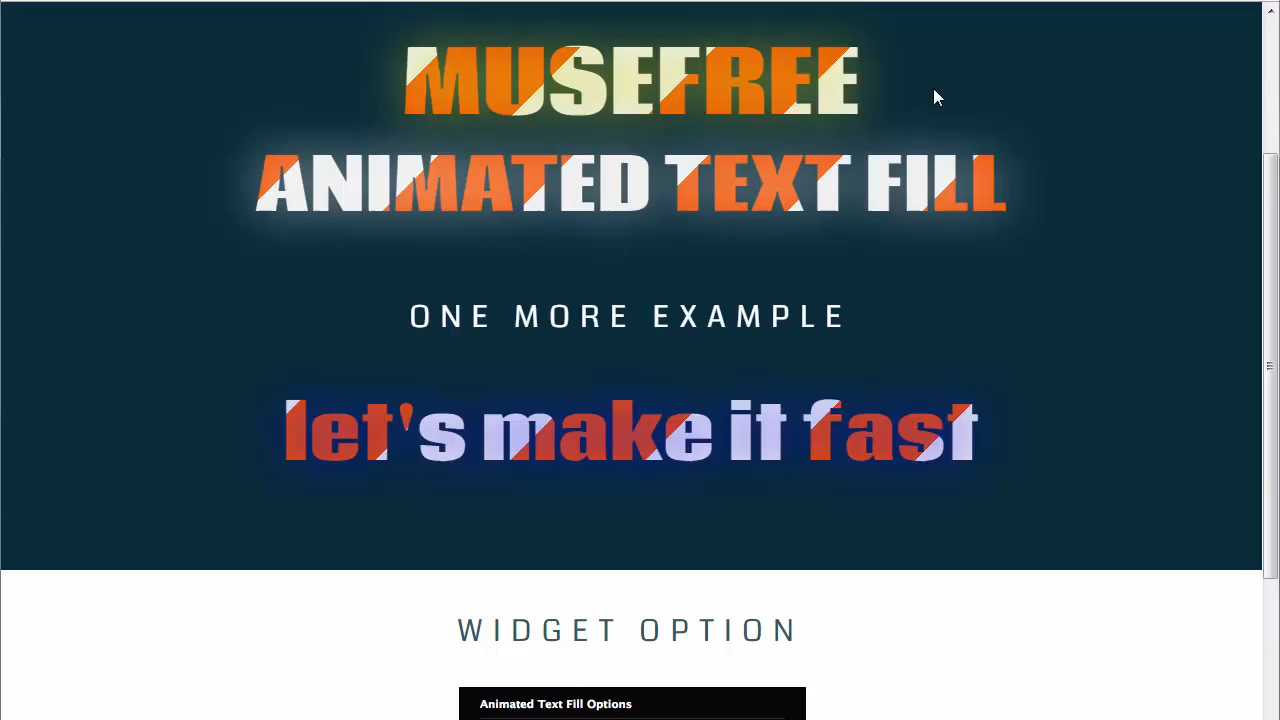 MUSEFREE
ANIMATED TEXT FILL
ONE MORE EXAMPLE
let's make it fast
WIDGET OPTION
Animated Text Fill Options